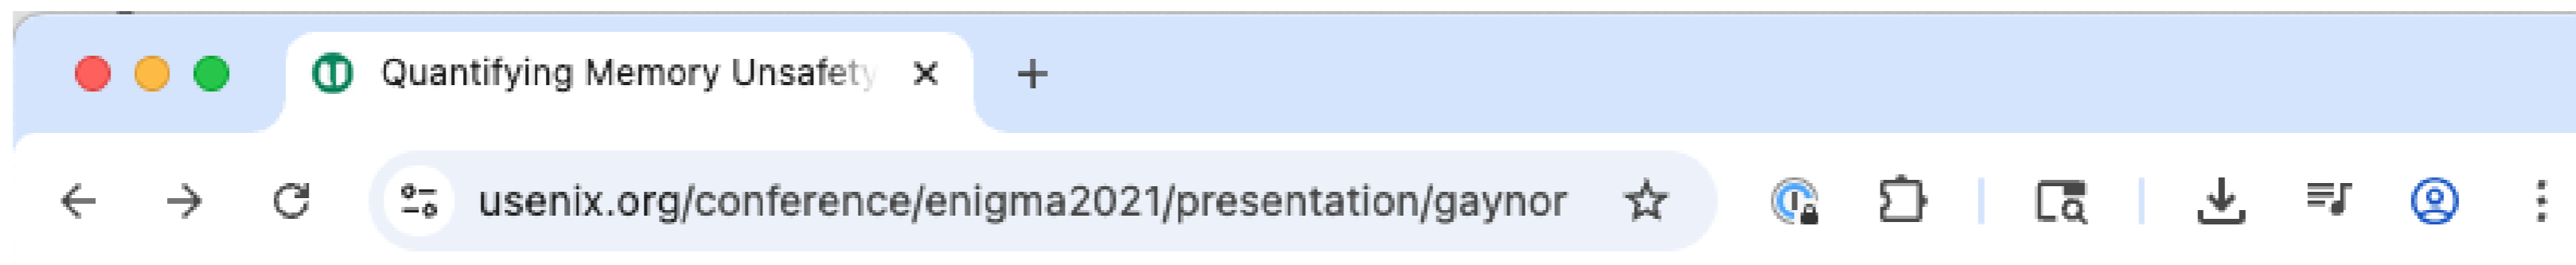 Quantifying Memory Unsafety
usenix.org/conference/enigma2021/presentation/gaynor